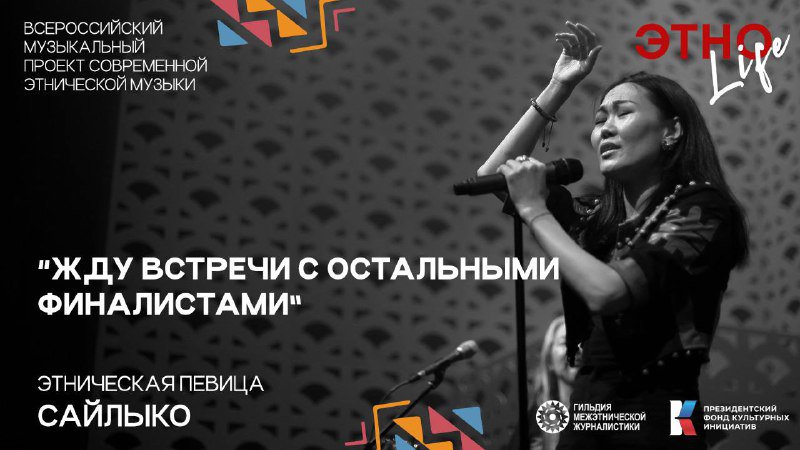 ВСЕРОССИЙСКИЙ
МУЗЫКАЛЬНЫЙ
ПРОЕКТ СОВРЕМЕННОЙ
ЭТНИЧЕСКОЙ МУЗЫКИ
ЭТНО
Life
"ЖДУ ВСТРЕЧИ С ОСТАЛЬНЫМИ
ФИНАЛИСТАМИ"
ЭТНИЧЕСКАЯ ПЕВИЦА
САЙЛЫКО
ГИЛЬДИЯ
МЕЖЭТНИЧЕСКОЙ
ЖУРНАЛИСТИКИ
ПРЕЗИДЕНТСКИЙ
ФОНД КУЛЬТУРНЫХ
ИНИЦИАТИВ